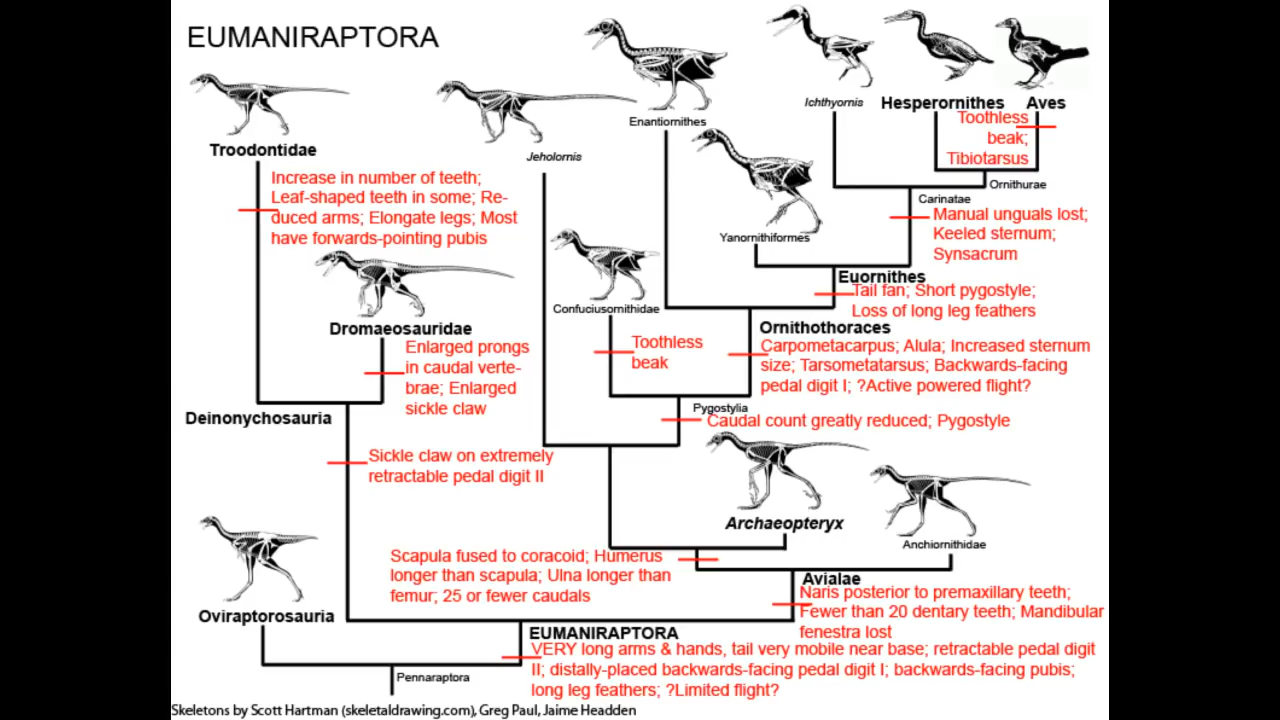 EUMANIRAPTORA
Ichthyornis
Hesperornithes
Aves
Enantiornithes
Toothless
beak;
Tibiotarsus
Troodontidae
Jeholornis
Increase in number of teeth;
Leaf-shaped teeth in some; Re-
duced arms; Elongate legs; Most
have forwards-pointing pubis
Ornithurae
Carinatae
Manual unguals lost;
Keeled sternum;
Synsacrum
Yanornithiformes
Euornithes
Tail fan; Short pygostyle;
Loss of long leg feathers
Confuciusornithidae
Dromaeosauridae
Ornithothoraces
Enlarged prongs
in caudal verte-
brae; Enlarged
sickle claw
Toothless
beak
Carpometacarpus; Alula; Increased sternum
size; Tarsometatarsus; Backwards-facing
pedal digit I; ?Active powered flight?
Deinonychosauria
Pygostylia
Caudal count greatly reduced; Pygostyle
Sickle claw on extremely
retractable pedal digit II
Archaeopteryx
Anchiornithidae
Scapula fused to coracoid; Humerus
longer than scapula; Ulna longer than
femur; 25 or fewer caudals
Avialae
Naris posterior to premaxillary teeth;
Fewer than 20 dentary teeth; Mandibular
fenestra lost
Oviraptorosauria
EUMANIRAPTORA
VERY long arms & hands, tail very mobile near base; retractable pedal digit
II; distally-placed backwards-facing pedal digit I; backwards-facing pubis;
long leg feathers; ?Limited flight?
Pennaraptora
Skeletons by Scott Hartman (skeletaldrawing.com), Greg Paul, Jaime Headden